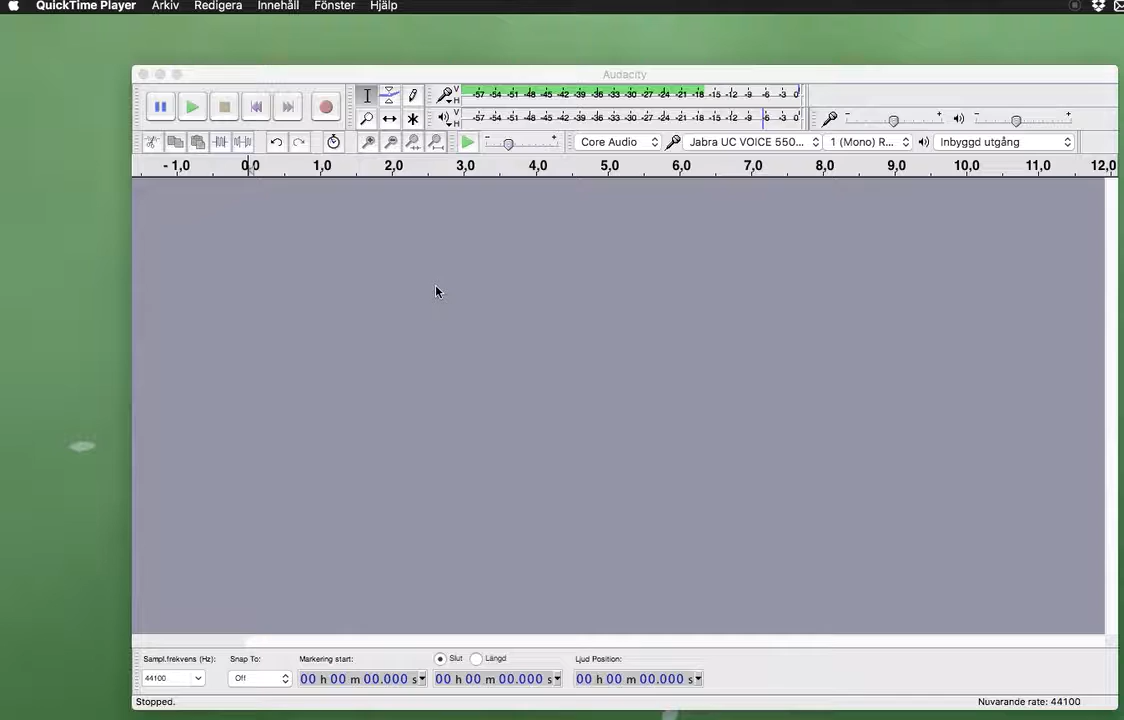 QuickTime Player Arkiv Redigera Innehåll Fönster Hjälp
Audacity
V -57 -54 -51 -48 -45 -42 -39 -36 -33 -30 -27 -24 -21 -18 -15 -12 -9 -6 -3 0
H
V -57 -54 -51 -48 -45 -42 -39 -36 -33 -30 -27 -24 -21 -18 -15 -12 -9 -6 -3 0 - + - +
H
- + Core Audio Jabra UC VOICE 550... 1 (Mono) R... Inbyggd utgång
- 1,0 0,0 1,0 2,0 3,0 4,0 5,0 6,0 7,0 8,0 9,0 10,0 11,0 12,0
Sampl.frekvens (Hz): Snap To: Markering start: Slut Längd Ljud Position:
44100 Off 00 h 00 m 00.000 s 00 h 00 m 00.000 s 00 h 00 m 00.000 s
Stopped. Nuvarande rate: 44100